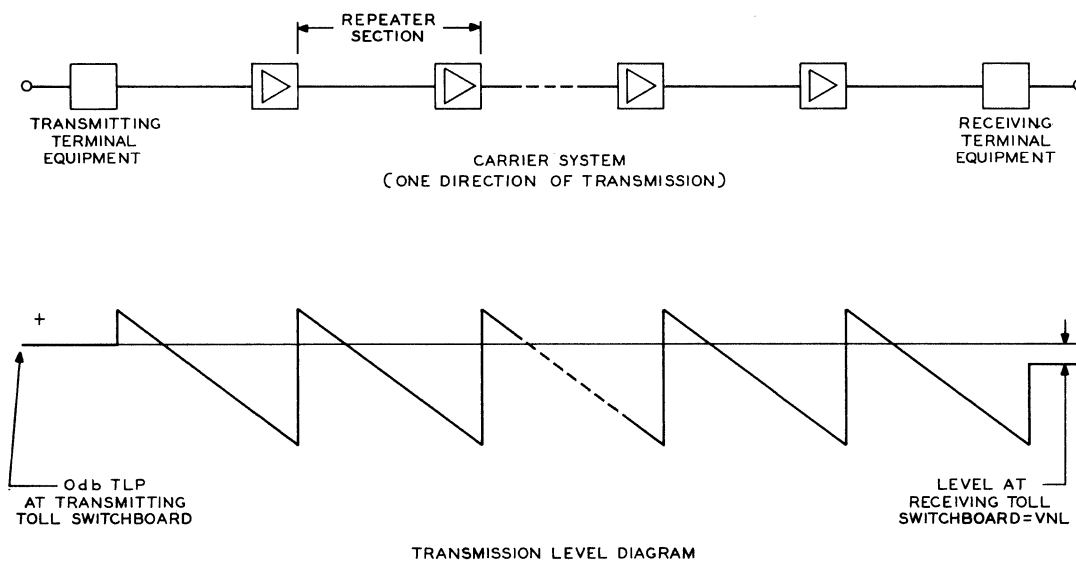 REPEATER
SECTION
TRANSMITTING
TERMINAL
EQUIPMENT
RECEIVING
TERMINAL
EQUIPMENT
CARRIER SYSTEM
(ONE DIRECTION OF TRANSMISSION)
+
0db TLP
AT TRANSMITTING
TOLL SWITCHBOARD
LEVEL AT
RECEIVING TOLL
SWITCHBOARD=VNL
TRANSMISSION LEVEL DIAGRAM